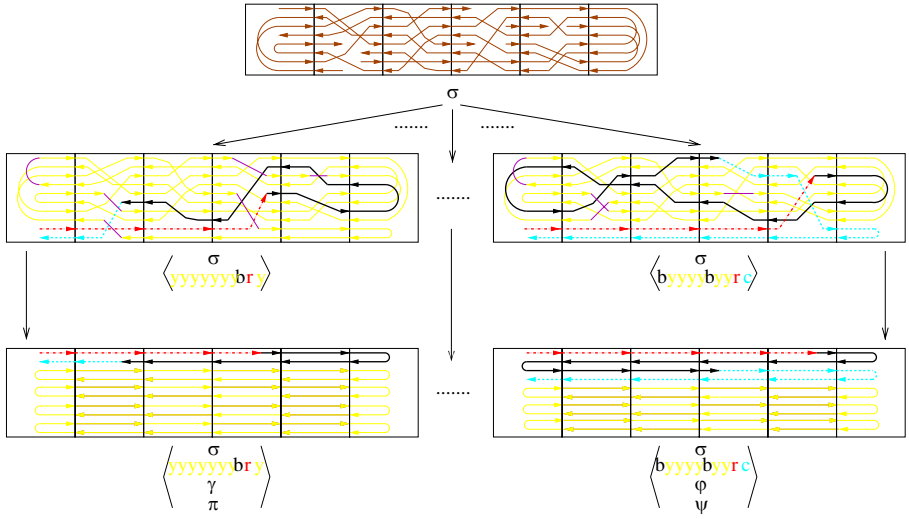 σ
....... .......
.......
σ σ
yyyyyyybry byyyybyyrc
.......
σ σ
yyyyyyybry byyyybyyrc
γ φ
π ψ